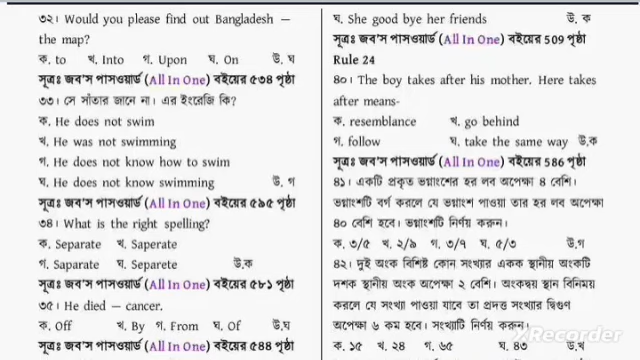 ৩২। Would you please find out Bangladesh —
the map?
ক. to খ. Into গ. Upon ঘ. On উ. ঘ
সূত্রঃ জব'স পাসওয়ার্ড (All In One) বইয়ের ৫৩৪ পৃষ্ঠা
৩৩। সে সাঁতার জানে না। এর ইংরেজি কি?
ক. He does not swim
খ. He was not swimming
গ. He does not know how to swim
ঘ. He does not know swimming উ. গ
সূত্রঃ জব'স পাসওয়ার্ড (All In One) বইয়ের ৫৯৫ পৃষ্ঠা
৩৪। What is the right spelling?
ক. Separate খ. Saperate
গ. Saparate ঘ. Separete উ.ক
সূত্রঃ জব'স পাসওয়ার্ড (All In One) বইয়ের ৫৮১ পৃষ্ঠা
৩৫। He died — cancer.
ক. Off খ. By গ. From ঘ. Of উ.ঘ
সূত্রঃ জব'স পাসওয়ার্ড (All In One) বইয়ের ৫৪৪ পৃষ্ঠা
ঘ. She good bye her friends উ. ক
সূত্রঃ জব'স পাসওয়ার্ড (All In One) বইয়ের 509 পৃষ্ঠা
Rule 24
৪০। The boy takes after his mother. Here takes
after means-
ক. resemblance খ. go behind
গ. follow ঘ. take the same way উ.ক
সূত্রঃ জব'স পাসওয়ার্ড (All In One) বইয়ের 586 পৃষ্ঠা
৪১। একটি প্রকৃত ভগ্নাংশের হর লব অপেক্ষা ৪ বেশি।
ভগ্নাংশটি বর্গ করলে যে ভগ্নাংশ পাওয়া তার হর লব অপেক্ষা
৪০ বেশি হবে। ভগ্নাংশটি নির্ণয় করুন।
ক. ৩/৫ খ. ২/৯ গ. ৩/৭ ঘ. ৫/৩ উ.গ
৪২। দুই অংক বিশিষ্ট কোন সংখ্যার একক স্থানীয় অংকটি
দশক স্থানীয় অংক অপেক্ষা ২ বেশি। অংকদ্বয় স্থান বিনিময়
করলে যে সংখ্যা পাওয়া যাবে তা প্রদত্ত সংখ্যার দ্বিগুণ
অপেক্ষা ৬ কম হবে। সংখ্যাটি নির্ণয় করুন।
ক. ১৫ খ. ২৪ গ. ৬৫ ঘ. ৪৩ উ.খ
XRecorder